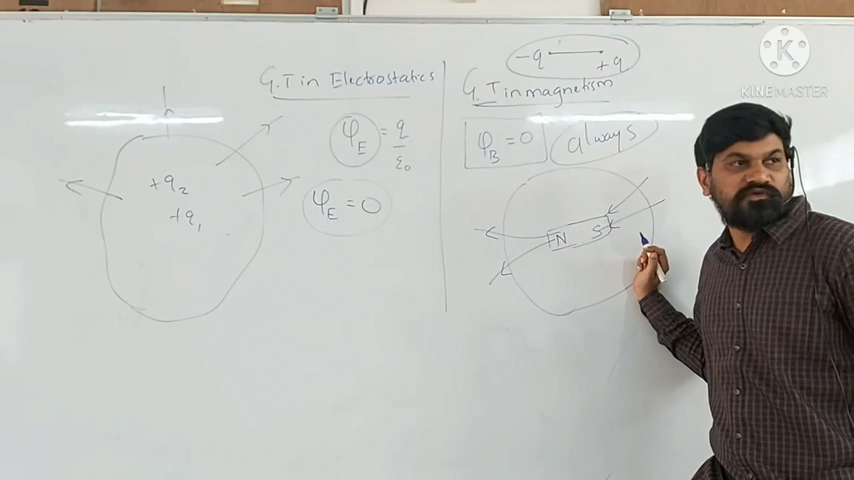 G.T in Electrostatics
φE = q/ε0
φE = 0
+q2
+q1
-q +q
G.T in magnetism
φB = 0 always
N S
K
KINEMASTER